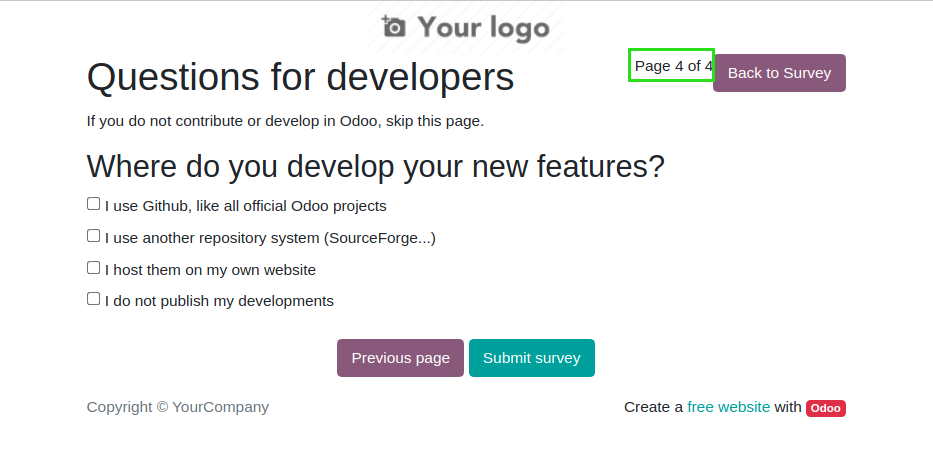 Your logo
Questions for developers
Page 4 of 4
Back to Survey
If you do not contribute or develop in Odoo, skip this page.
Where do you develop your new features?
I use Github, like all official Odoo projects
I use another repository system (SourceForge...)
I host them on my own website
I do not publish my developments
Previous page
Submit survey
Copyright © YourCompany
Create a free website with Odoo